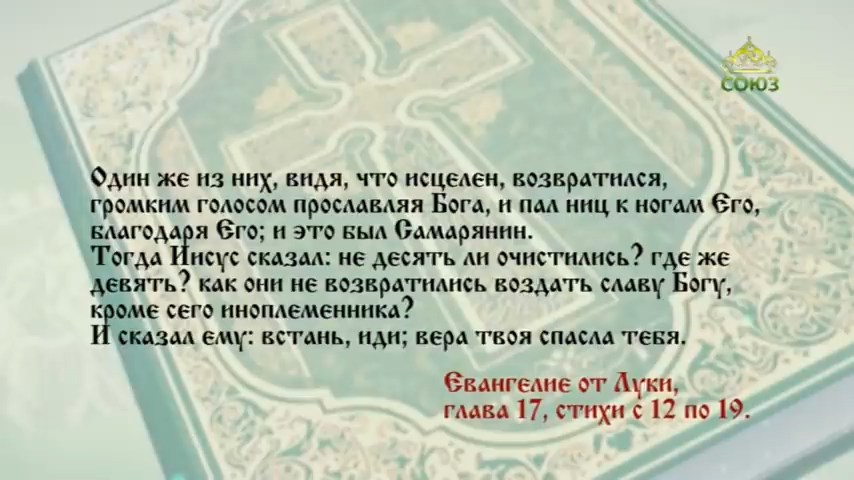 СОЮЗ
Один же из них, видя, что исцелен, возвратился,
громким голосом прославляя Бога, и пал ниц к ногам Его,
благодаря Его; и это был Самарянин.
Тогда Иисус сказал: не десять ли очистились? где же
девять? как они не возвратились воздать славу Богу,
кроме сего иноплеменника?
И сказал ему: встань, иди; вера твоя спасла тебя.
Евангелие от Луки,
глава 17, стихи с 12 по 19.